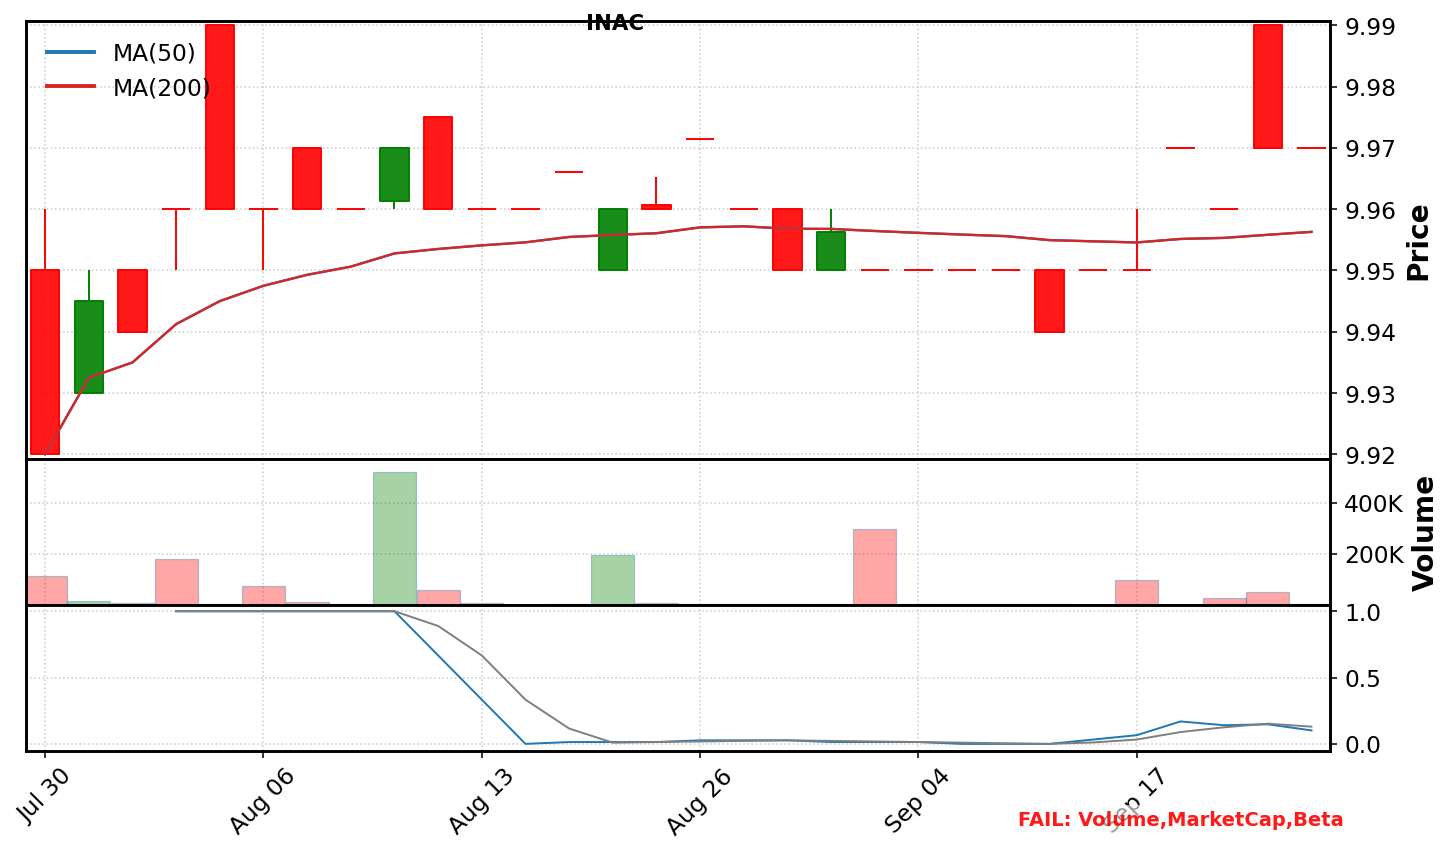 INAC
MA(50)
MA(200)
9.99
9.98
9.97
9.96
9.95
9.94
9.93
9.92
Price
400K
200K
Volume
1.0
0.5
0.0
Jul 30
Aug 06
Aug 13
Aug 26
Sep 04
Sep 17
FAIL: Volume,MarketCap,Beta